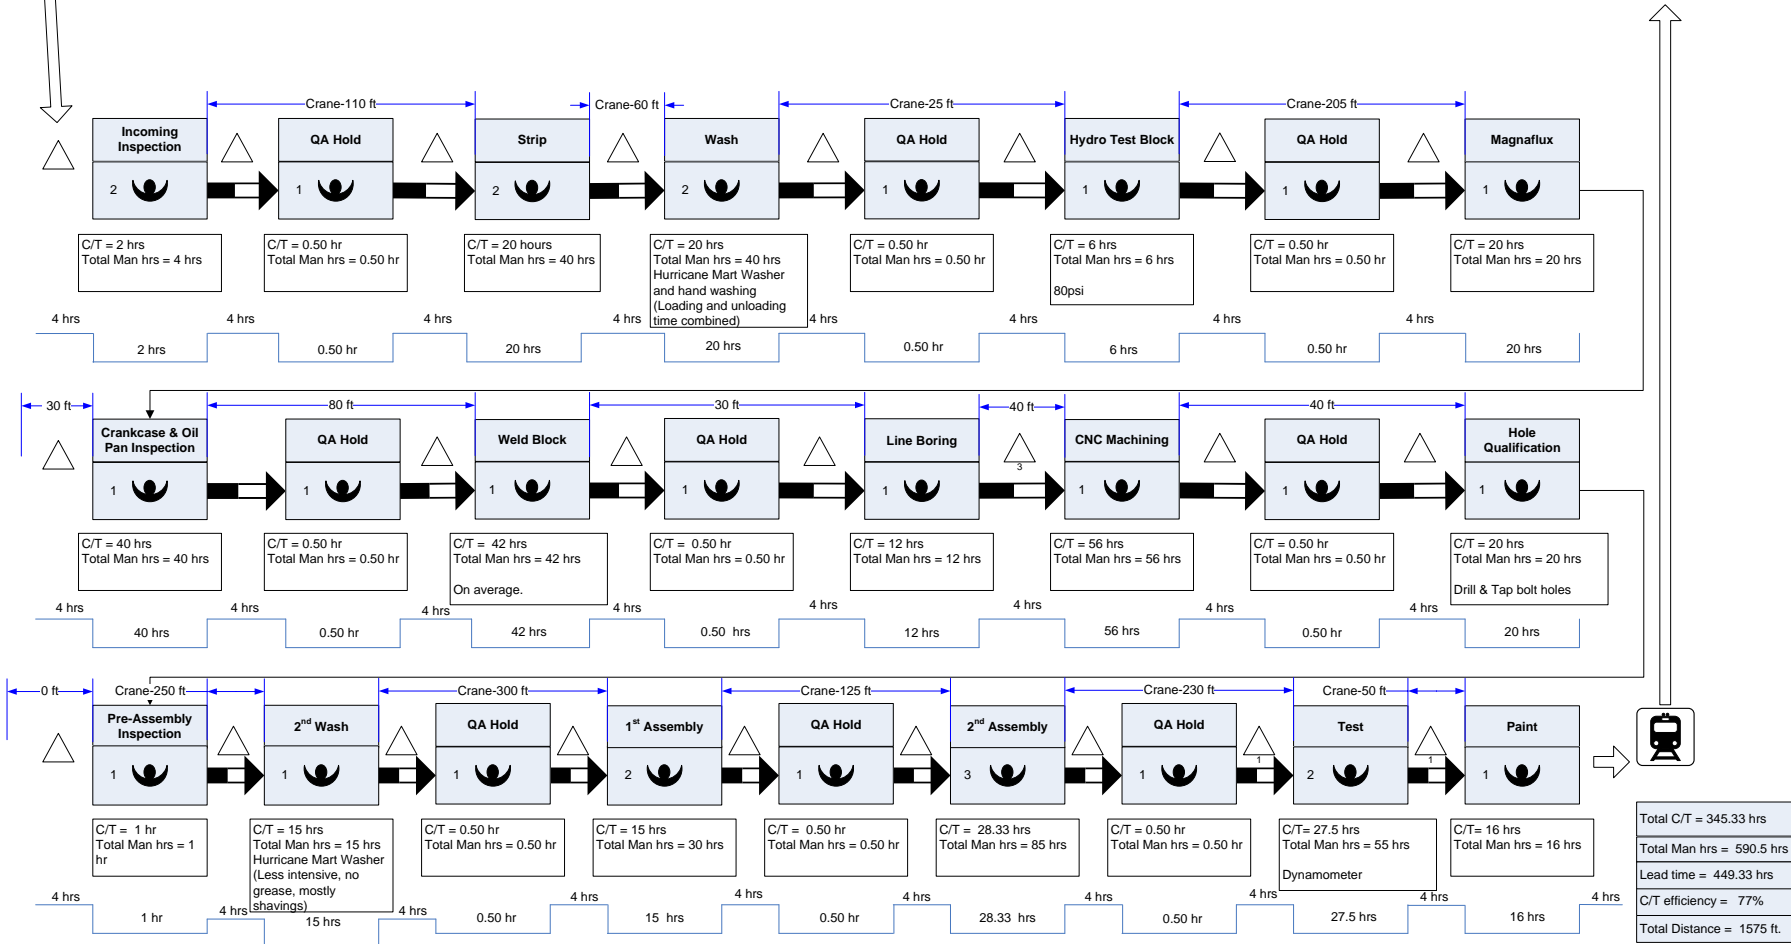 Crane-110 ft
Crane-60 ft
Crane-25 ft
Crane-205 ft
Incoming
Inspection
QA Hold
Strip
Wash
QA Hold
Hydro Test Block
QA Hold
Magnaflux
2
1
2
2
1
1
1
1
C/T = 2 hrs
Total Man hrs = 4 hrs
C/T = 0.50 hr
Total Man hrs = 0.50 hr
C/T = 20 hours
Total Man hrs = 40 hrs
C/T = 20 hrs
Total Man hrs = 40 hrs
Hurricane Mart Washer
and hand washing
(Loading and unloading
time combined)
C/T = 0.50 hr
Total Man hrs = 0.50 hr
C/T = 6 hrs
Total Man hrs = 6 hrs
80psi
C/T = 0.50 hr
Total Man hrs = 0.50 hr
C/T = 20 hrs
Total Man hrs = 20 hrs
4 hrs
4 hrs
4 hrs
4 hrs
4 hrs
4 hrs
4 hrs
4 hrs
2 hrs
0.50 hr
20 hrs
20 hrs
0.50 hr
6 hrs
0.50 hr
20 hrs
30 ft
80 ft
30 ft
40 ft
40 ft
Crankcase & Oil
Pan Inspection
QA Hold
Weld Block
QA Hold
Line Boring
3
CNC Machining
QA Hold
Hole
Qualification
1
1
1
1
1
1
1
1
C/T = 40 hrs
Total Man hrs = 40 hrs
C/T = 0.50 hr
Total Man hrs = 0.50 hr
C/T =  42 hrs
Total Man hrs = 42 hrs
On average.
C/T =  0.50 hr
Total Man hrs = 0.50 hr
C/T = 12 hrs
Total Man hrs = 12 hrs
C/T = 56 hrs
Total Man hrs = 56 hrs
C/T = 0.50 hr
Total Man hrs = 0.50 hr
C/T = 20 hrs
Total Man hrs = 20 hrs
Drill & Tap bolt holes
4 hrs
4 hrs
4 hrs
4 hrs
4 hrs
4 hrs
4 hrs
4 hrs
40 hrs
0.50 hr
42 hrs
0.50  hrs
12 hrs
56 hrs
0.50 hr
20 hrs
0 ft
Crane-250 ft
Crane-300 ft
Crane-125 ft
Crane-230 ft
Crane-50 ft
Pre-Assembly
Inspection
2nd Wash
QA Hold
1st Assembly
QA Hold
2nd Assembly
QA Hold
1
Test
1
Paint
1
1
1
2
1
3
1
2
1
C/T =  1 hr
Total Man hrs = 1
hr
C/T = 15 hrs
Total Man hrs = 15 hrs
Hurricane Mart Washer
(Less intensive, no
grease, mostly
shavings)
C/T = 0.50 hr
Total Man hrs = 0.50 hr
C/T = 15 hrs
Total Man hrs = 30 hrs
C/T =  0.50 hr
Total Man hrs = 0.50 hr
C/T =  28.33 hrs
Total Man hrs = 85 hrs
C/T = 0.50 hr
Total Man hrs = 0.50 hr
C/T= 27.5 hrs
Total Man hrs = 55 hrs
Dynamometer
C/T= 16 hrs
Total Man hrs = 16 hrs
4 hrs
4 hrs
4 hrs
4 hrs
4 hrs
4 hrs
4 hrs
4 hrs
4 hrs
4 hrs
1 hr
15 hrs
0.50 hr
15  hrs
0.50 hr
28.33  hrs
0.50 hr
27.5 hrs
16 hrs
Total C/T = 345.33 hrs
Total Man hrs =  590.5 hrs
Lead time = 449.33 hrs
C/T efficiency =  77%
Total Distance = 1575 ft.